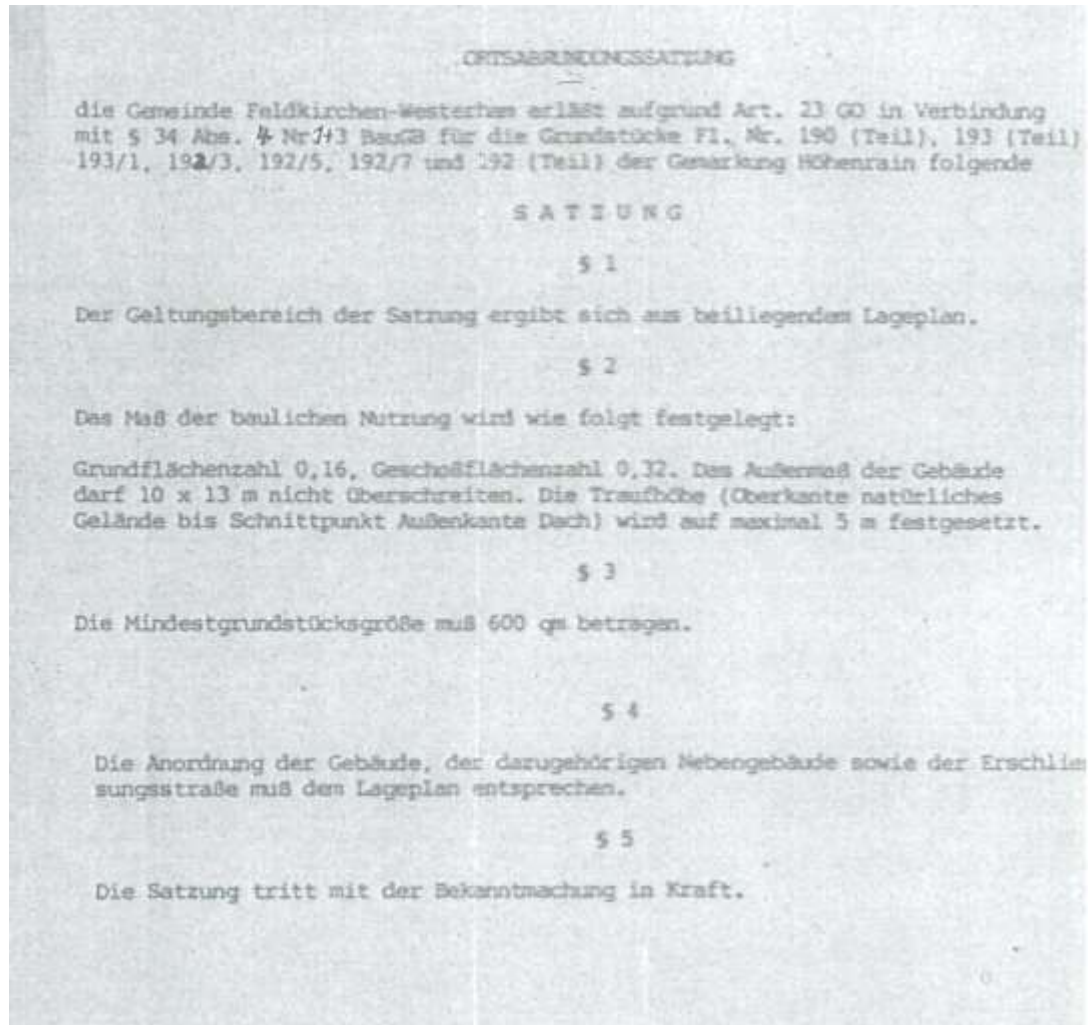 ORTSABRUNDUNGSSATZUNG
die Gemeinde Feldkirchen-Westerham erläßt aufgrund Art. 23 GO in Verbindung
mit § 34 Abs. 4 Nr 1+3 BauGB für die Grundstücke Fl. Nr. 190 (Teil), 193 (Teil)
193/1, 192/3, 192/5, 192/7 und 192 (Teil) der Gemarkung Höhenrain folgende
S A T Z U N G
§ 1
Der Geltungsbereich der Satzung ergibt sich aus beiliegendem Lageplan.
§ 2
Das Maß der baulichen Nutzung wird wie folgt festgelegt:
Grundflächenzahl 0,16, Geschoßflächenzahl 0,32. Das Außenmaß der Gebäude
darf 10 x 13 m nicht überschreiten. Die Traufhöhe (Oberkante natürliches
Gelände bis Schnittpunkt Außenkante Dach) wird auf maximal 5 m festgesetzt.
§ 3
Die Mindestgrundstücksgröße muß 600 qm betragen.
§ 4
Die Anordnung der Gebäude, der dazugehörigen Nebengebäude sowie der Erschlies
sungsstraße muß dem Lageplan entsprechen.
§ 5
Die Satzung tritt mit der Bekanntmachung in Kraft.